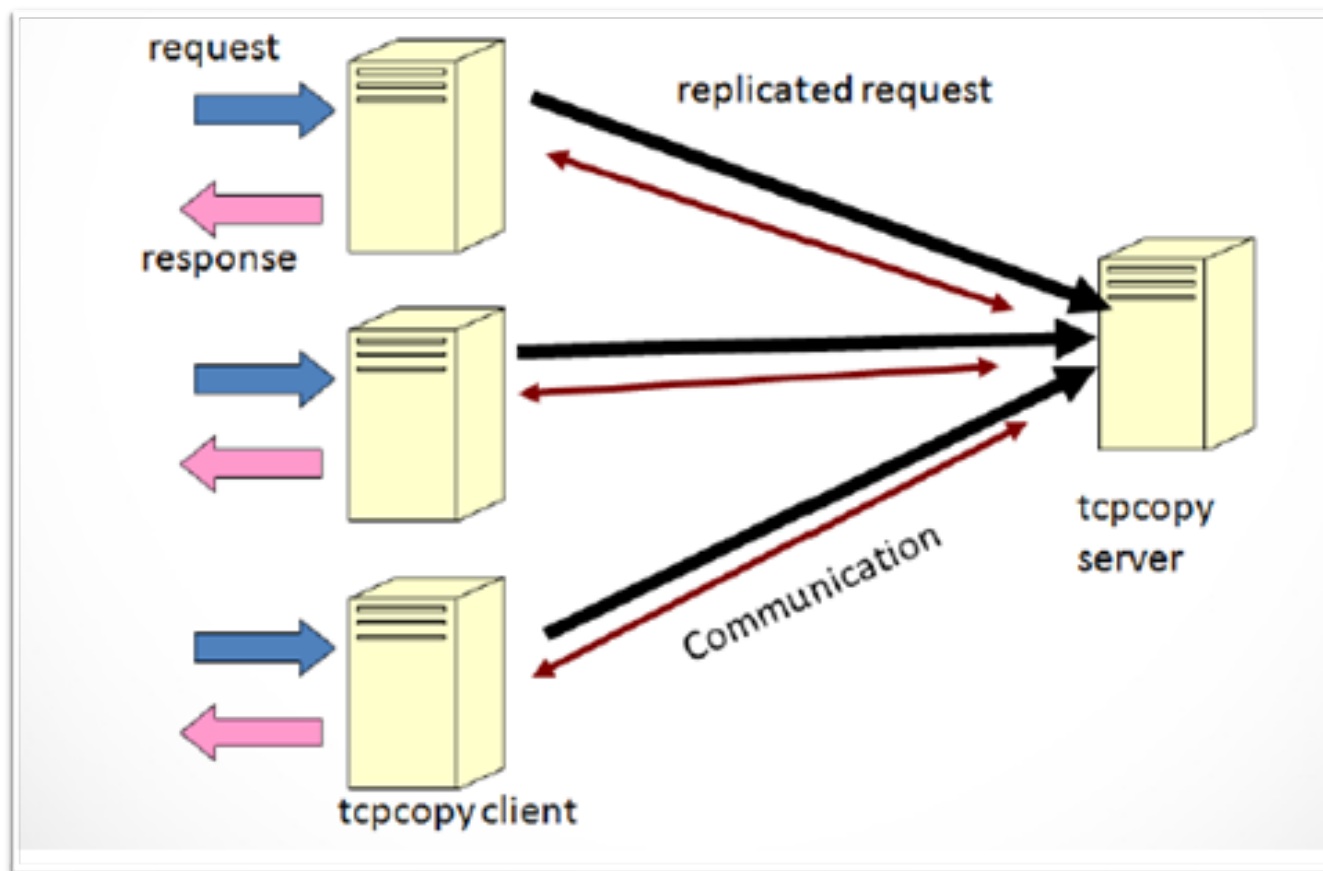 request
replicated request
response
tcpcopy
server
Communication
tcpcopy client